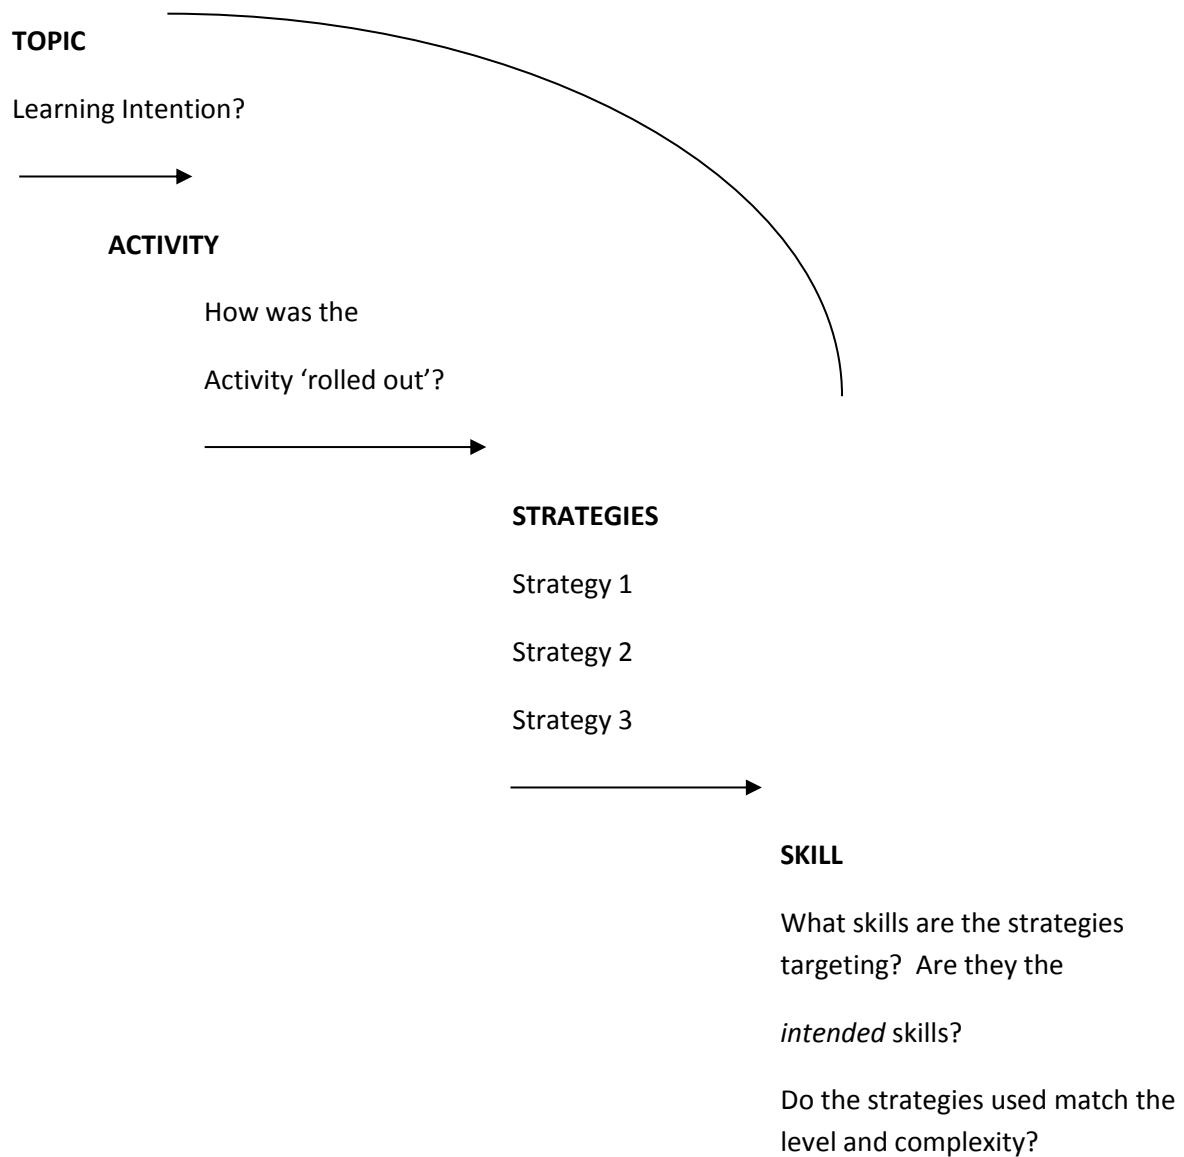 TOPIC
Learning Intention?
ACTIVITY
How was the
Activity ‘rolled out’?
STRATEGIES
Strategy 1
Strategy 2
Strategy 3
SKILL
What skills are the strategies
targeting?  Are they the
intended skills?
Do the strategies used match the
level and complexity?